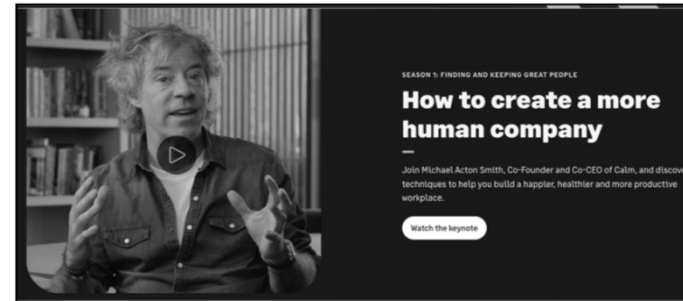 SEASON 1: FINDING AND KEEPING GREAT PEOPLE
How to create a more
human company
Join Michael Acton Smith, Co-Founder and Co-CEO of Calm, and discove
techniques to help you build a happier, healthier and more productive
workplace.
Watch the keynote